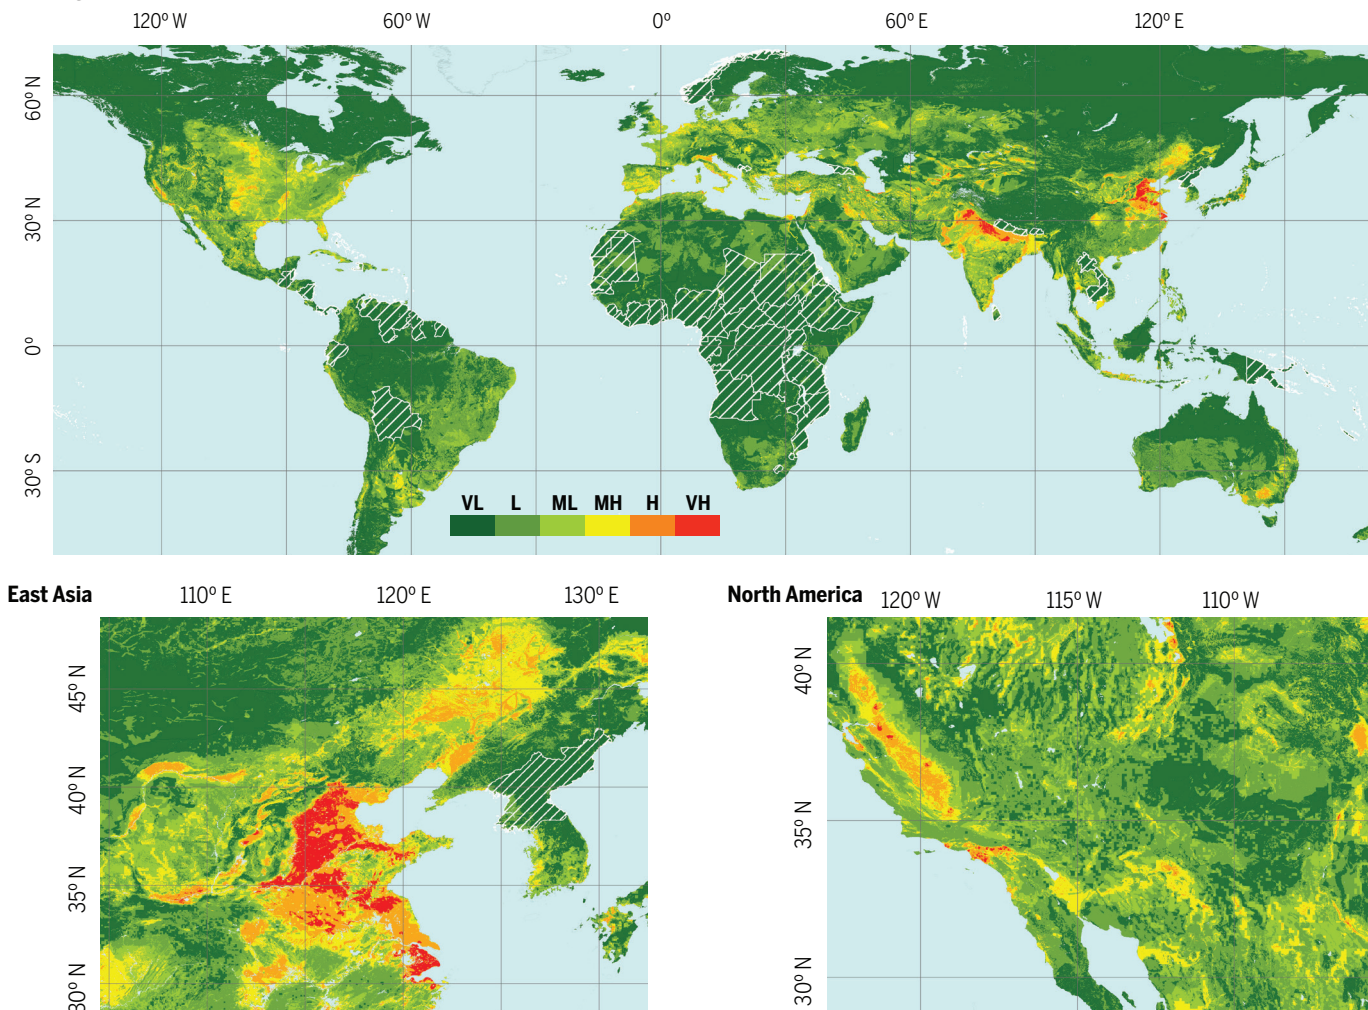 120° W 60° W 0° 60° E 120° E
60° N
30° N
0°
30° S
VL L ML MH H VH
East Asia 110° E 120° E 130° E
45° N
40° N
35° N
30° N
North America 120° W 115° W 110° W
40° N
35° N
30° N